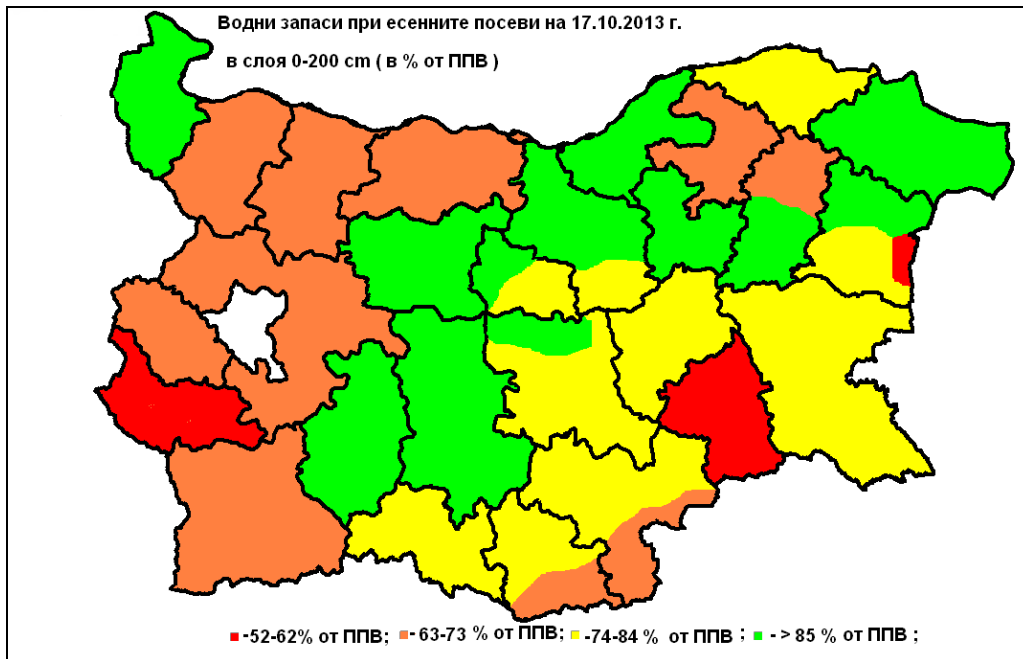 Водни запаси при есенните посеви на 17.10.2013 г.
в слоя 0-200 cm ( в % от ППВ )
-52-62% от ППВ; - 63-73 % от ППВ; -74-84 % от ППВ ; - > 85 % от ППВ ;